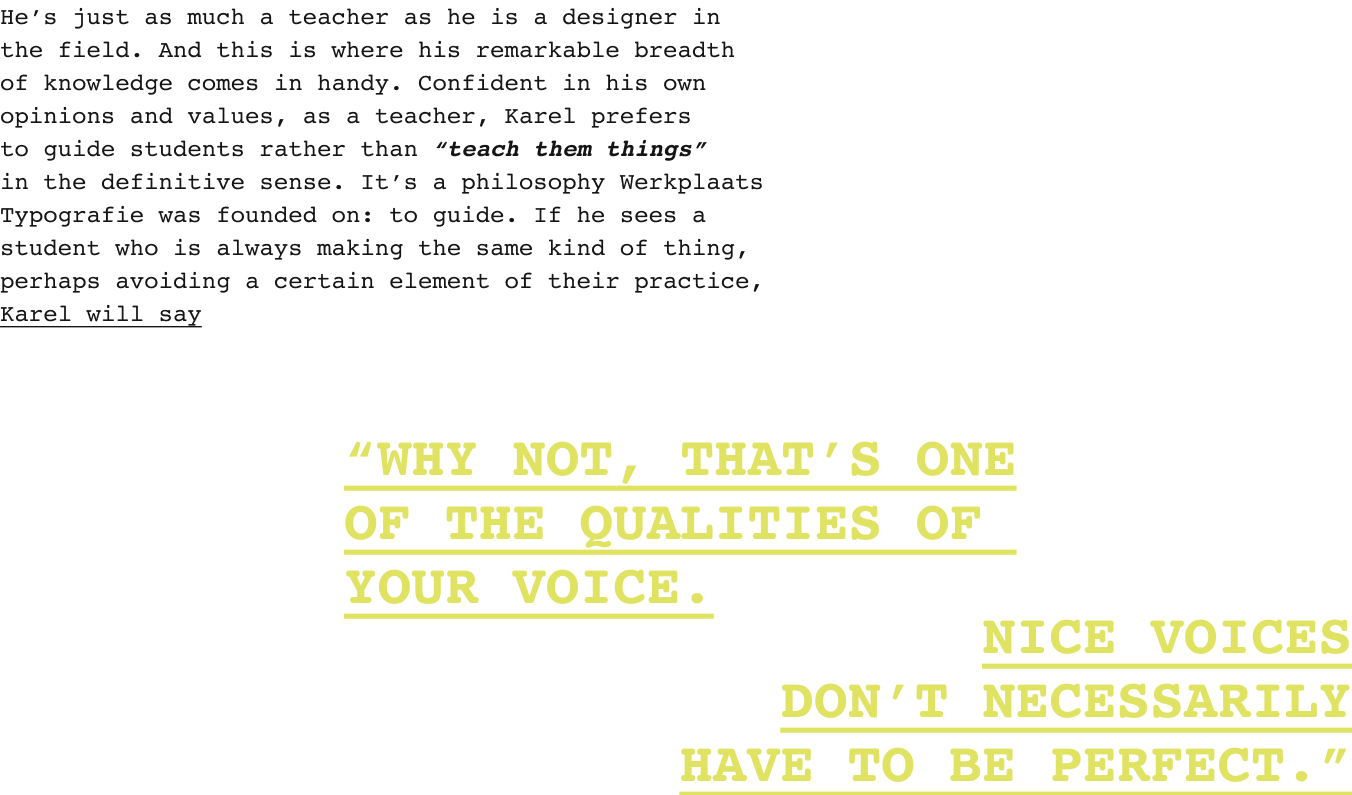 He’s just as much a teacher as he is a designer in
the field. And this is where his remarkable breadth
of knowledge comes in handy. Confident in his own
opinions and values, as a teacher, Karel prefers
to guide students rather than “teach them things”
in the definitive sense. It’s a philosophy Werkplaats
Typografie was founded on: to guide. If he sees a
student who is always making the same kind of thing,
perhaps avoiding a certain element of their practice,
Karel will say
“WHY NOT, THAT’S ONE
OF THE QUALITIES OF
YOUR VOICE.
NICE VOICES
DON’T NECESSARILY
HAVE TO BE PERFECT.”